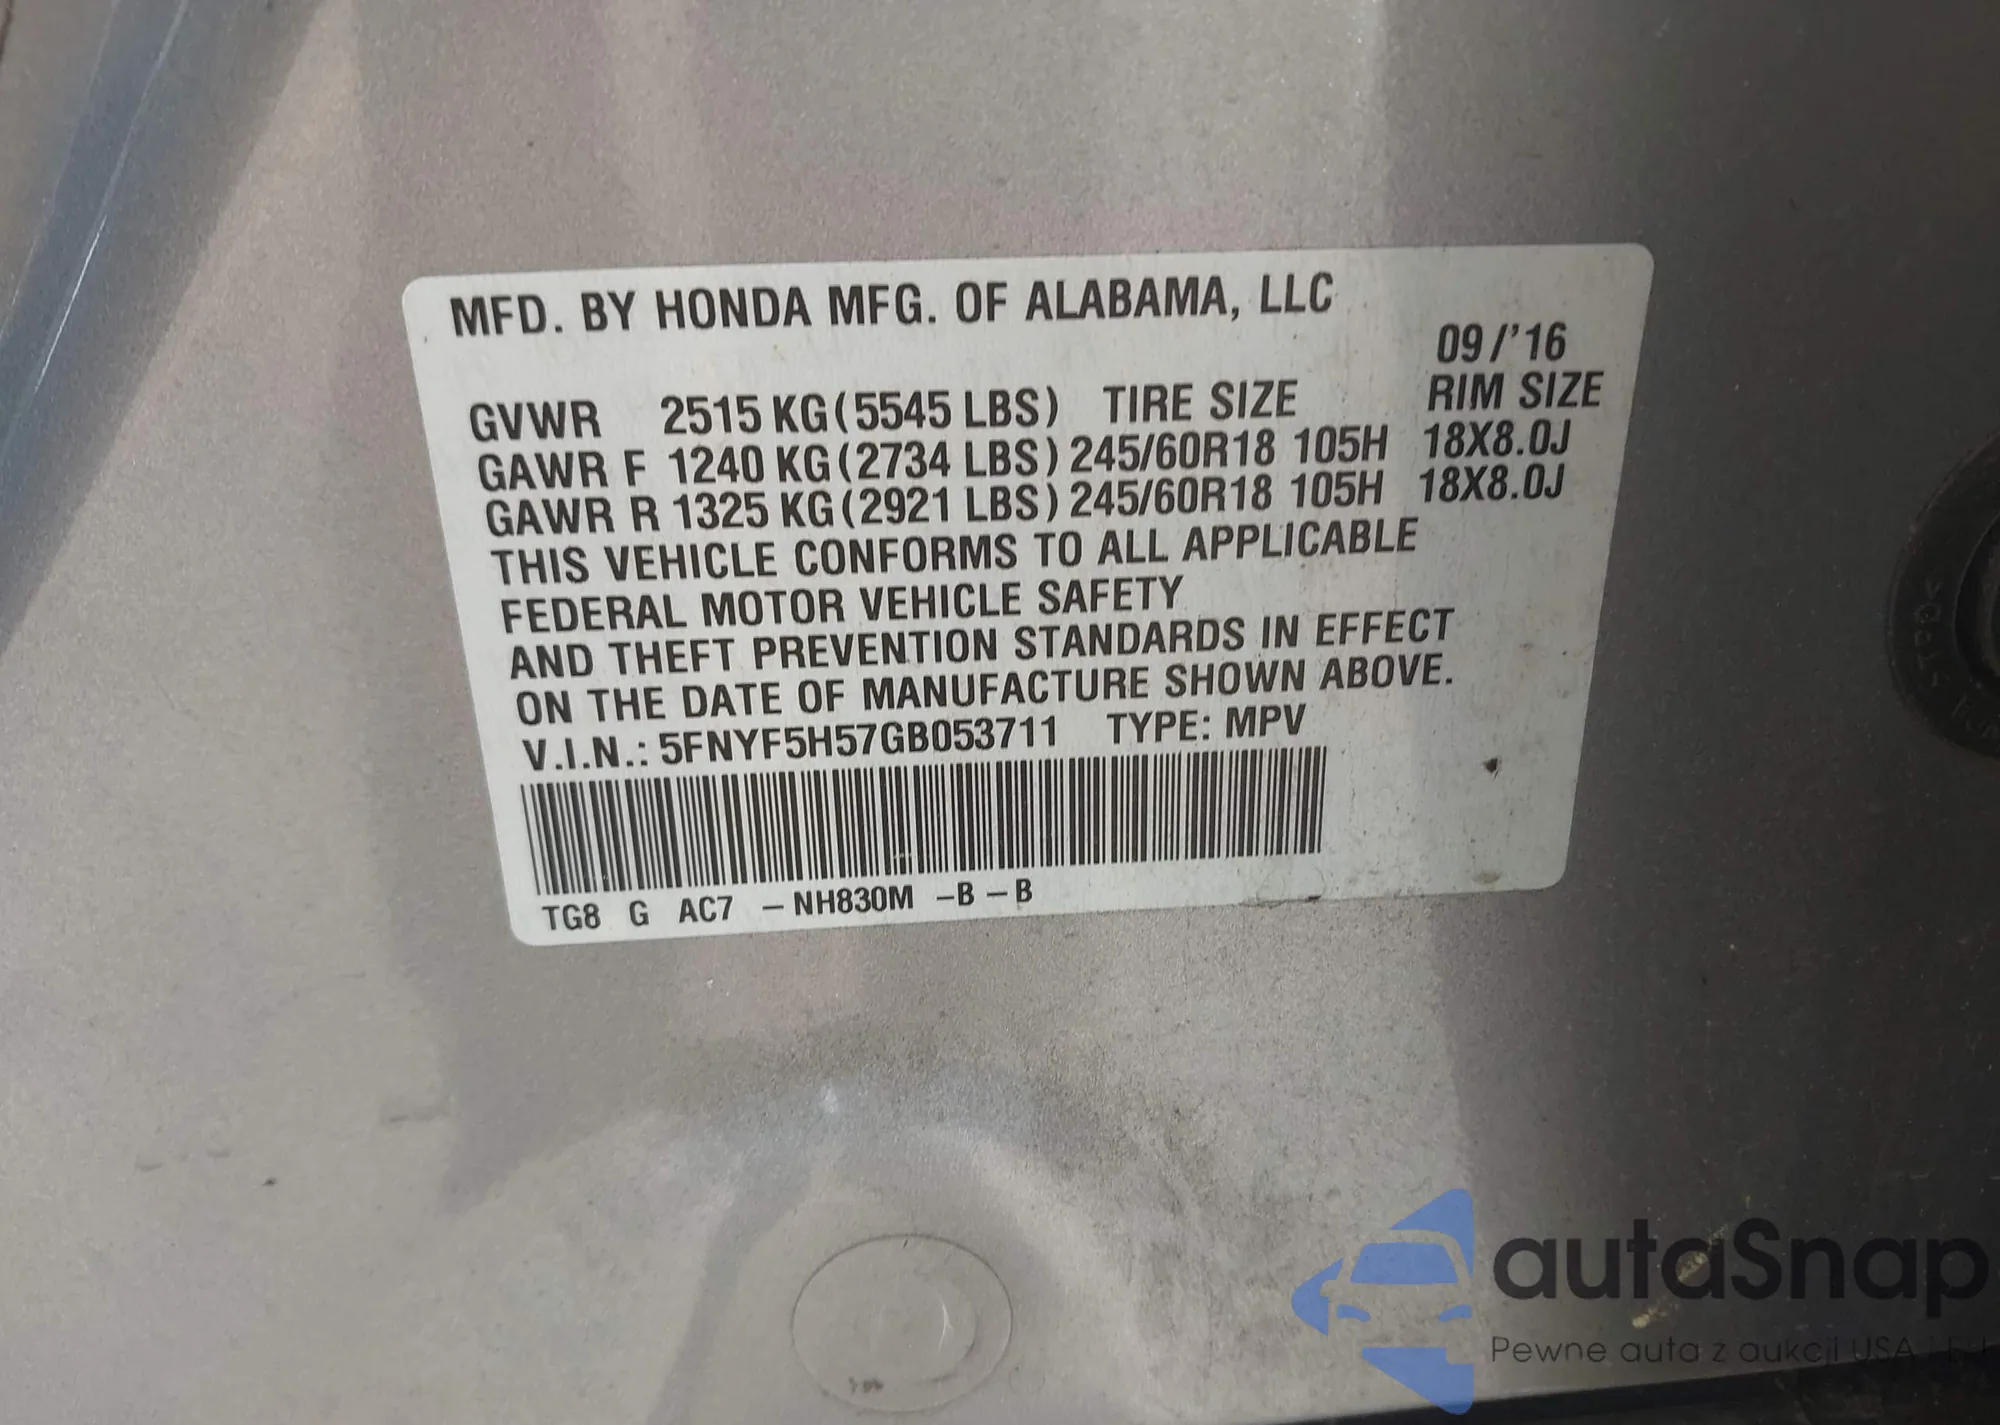 MFD. BY HONDA MFG. OF ALABAMA, LLC
09/'16
GVWR 2515 KG (5545 LBS) TIRE SIZE RIM SIZE
GAWR F 1240 KG (2734 LBS) 245/60R18 105H 18X8.0J
GAWR R 1325 KG (2921 LBS) 245/60R18 105H 18X8.0J
THIS VEHICLE CONFORMS TO ALL APPLICABLE
FEDERAL MOTOR VEHICLE SAFETY
AND THEFT PREVENTION STANDARDS IN EFFECT
ON THE DATE OF MANUFACTURE SHOWN ABOVE.
V.I.N.: 5FNYF5H57GB053711 TYPE: MPV
TG8 G AC7 – NH830M –B – B
autaSnap
Pewne auta z aukcji USA i